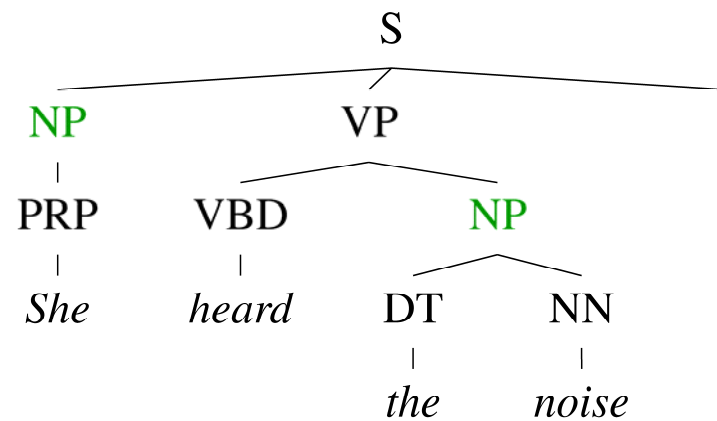 S
NP VP
PRP VBD NP
She heard DT NN
the noise